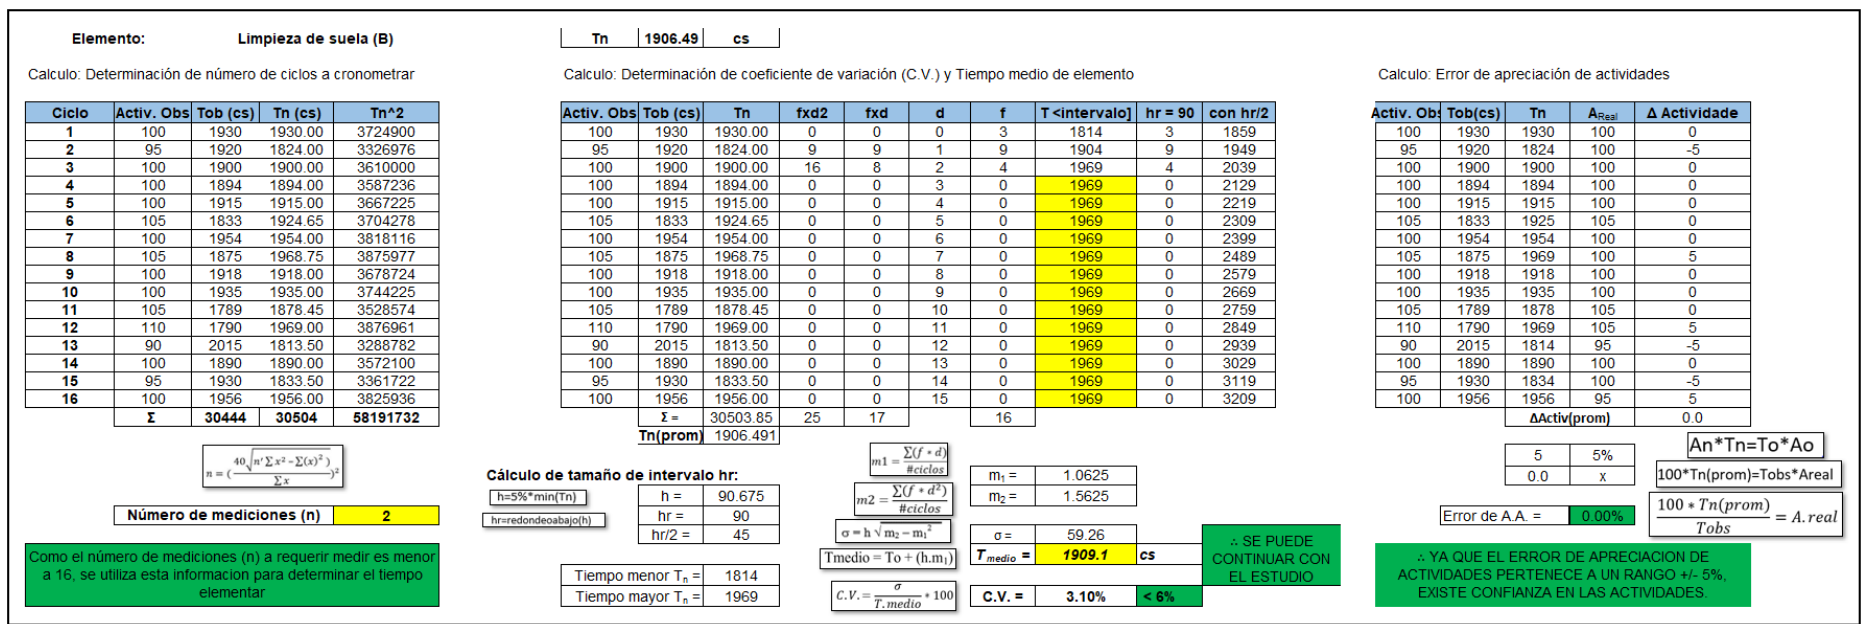 Elemento: Limpieza de suela (B)
Tn 1906.49 cs
Calculo: Determinación de número de ciclos a cronometrar
Ciclo Activ. Obs Tob (cs) Tn (cs) Tn^2
1 100 1930 1930.00 3724900
2 95 1920 1824.00 3326976
3 100 1900 1900.00 3610000
4 100 1894 1894.00 3587236
5 100 1915 1915.00 3667225
6 105 1833 1924.65 3704278
7 100 1954 1954.00 3818116
8 105 1875 1968.75 3875977
9 100 1918 1918.00 3678724
10 100 1935 1935.00 3744225
11 105 1789 1878.45 3528574
12 110 1790 1969.00 3876961
13 90 2015 1813.50 3288782
14 100 1890 1890.00 3572100
15 95 1930 1833.50 3361722
16 100 1956 1956.00 3825936
Σ 30444 30504 58191732
n = ( 40√(n'Σx² − Σ(x)²) / Σx )²
Número de mediciones (n) 2
Como el número de mediciones (n) a requerir medir es menor
a 16, se utiliza esta informacion para determinar el tiempo
elementar
Calculo: Determinación de coeficiente de variación (C.V.) y Tiempo medio de elemento
Activ. Obs Tob (cs) Tn fxd2 fxd d f T <intervalo] hr = 90 con hr/2
100 1930 1930.00 0 0 0 3 1814 3 1859
95 1920 1824.00 9 9 1 9 1904 9 1949
100 1900 1900.00 16 8 2 4 1969 4 2039
100 1894 1894.00 0 0 3 0 1969 0 2129
100 1915 1915.00 0 0 4 0 1969 0 2219
105 1833 1924.65 0 0 5 0 1969 0 2309
100 1954 1954.00 0 0 6 0 1969 0 2399
105 1875 1968.75 0 0 7 0 1969 0 2489
100 1918 1918.00 0 0 8 0 1969 0 2579
100 1935 1935.00 0 0 9 0 1969 0 2669
105 1789 1878.45 0 0 10 0 1969 0 2759
110 1790 1969.00 0 0 11 0 1969 0 2849
90 2015 1813.50 0 0 12 0 1969 0 2939
100 1890 1890.00 0 0 13 0 1969 0 3029
95 1930 1833.50 0 0 14 0 1969 0 3119
100 1956 1956.00 0 0 15 0 1969 0 3209
Σ = 30503.85 25 17 16
Tn(prom) 1906.491
Cálculo de tamaño de intervalo hr:
h=5%*min(Tn) h = 90.675
hr=redondeoabajo(h) hr = 90
hr/2 = 45
Tiempo menor Tn = 1814
Tiempo mayor Tn = 1969
m1 = Σ(f * d) / #ciclos
m2 = Σ(f * d²) / #ciclos
σ = h √(m₂ − m₁²)
Tmedio = To + (h.m₁)
C.V. = σ / T.medio * 100
m₁ = 1.0625
m₂ = 1.5625
σ = 59.26
Tmedio = 1909.1 cs
C.V. = 3.10% < 6%
∴ SE PUEDE
CONTINUAR CON
EL ESTUDIO
Calculo: Error de apreciación de actividades
Activ. Obs Tob(cs) Tn AReal Δ Actividade
100 1930 1930 100 0
95 1920 1824 100 -5
100 1900 1900 100 0
100 1894 1894 100 0
100 1915 1915 100 0
105 1833 1925 105 0
100 1954 1954 100 0
105 1875 1969 100 5
100 1918 1918 100 0
100 1935 1935 100 0
105 1789 1878 105 0
110 1790 1969 105 5
90 2015 1814 95 -5
100 1890 1890 100 0
95 1930 1834 100 -5
100 1956 1956 95 5
ΔActiv(prom) 0.0
5 5%
0.0 x
Error de A.A. = 0.00%
An*Tn=To*Ao
100*Tn(prom)=Tobs*Areal
100 * Tn(prom) / Tobs = A.real
∴ YA QUE EL ERROR DE APRECIACION DE
ACTIVIDADES PERTENECE A UN RANGO +/- 5%,
EXISTE CONFIANZA EN LAS ACTIVIDADES.